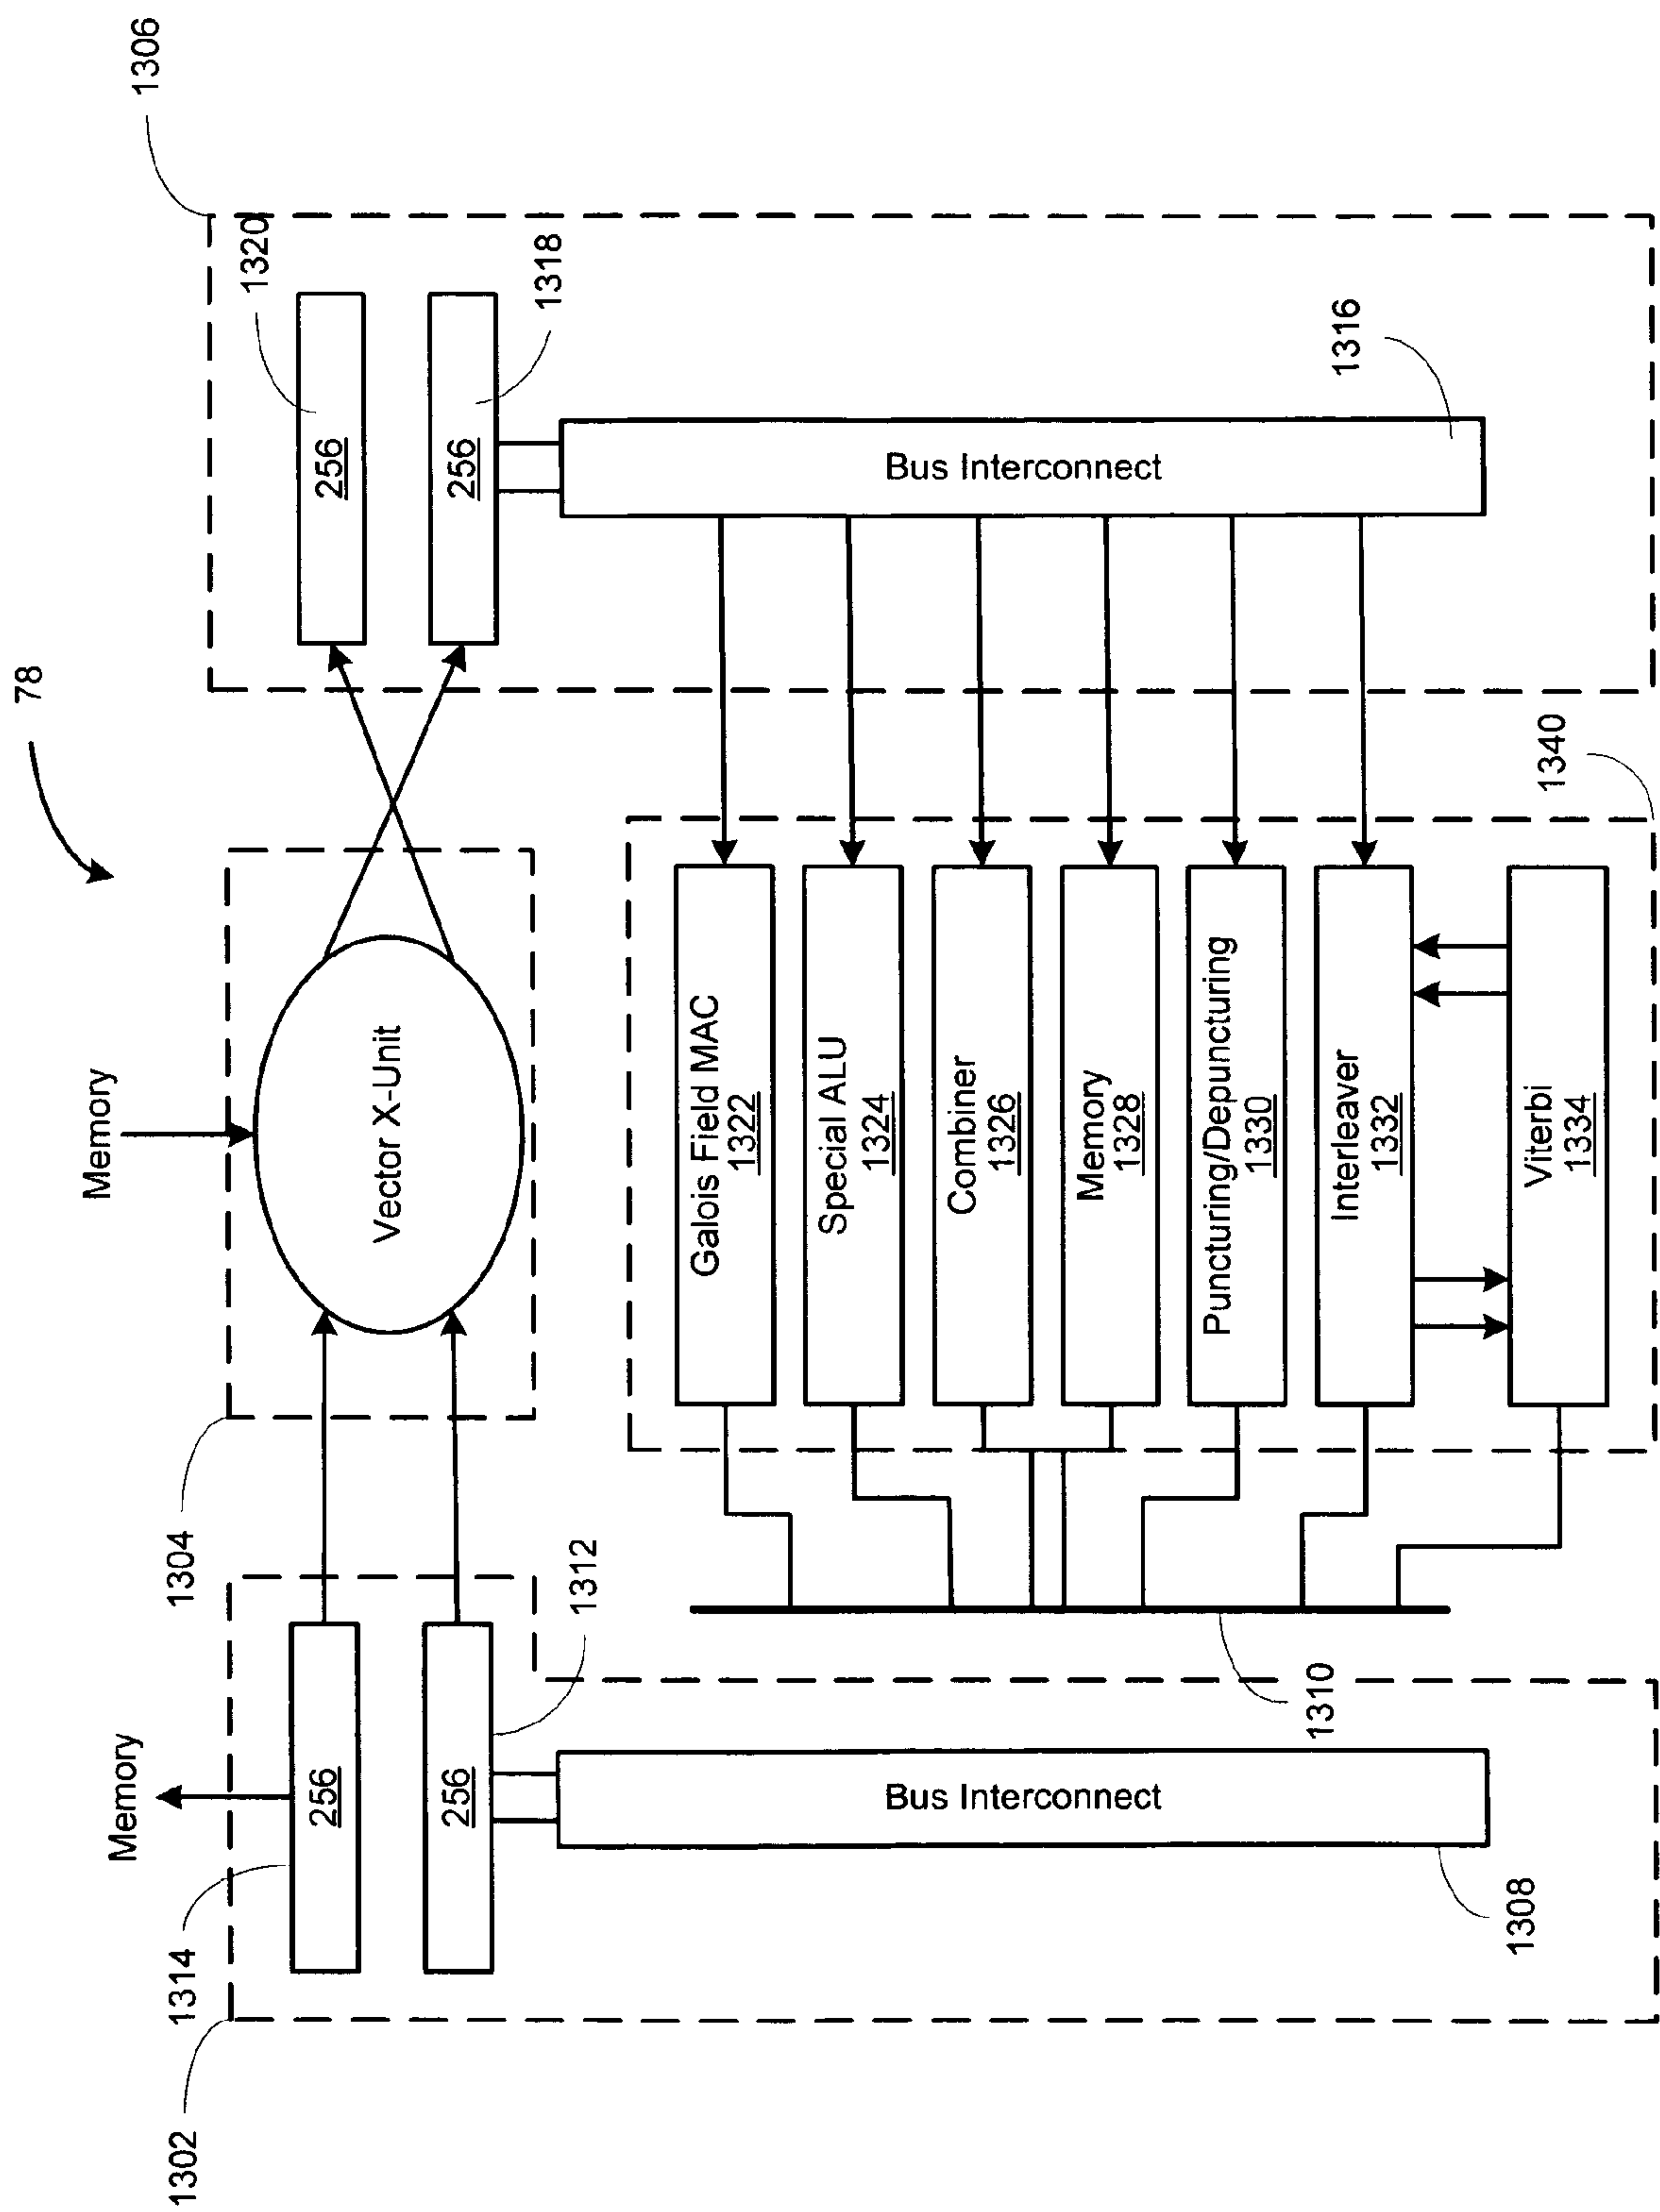 78
1306
Memory
1304
Vector X-Unit
1320
256
1318
256
Memory
1314
256
1312
256
1302
Bus Interconnect
1308
1310
Galois Field MAC
1322
Special ALU
1324
Combiner
1326
Memory
1328
Puncturing/Depuncturing
1330
Interleaver
1332
Viterbi
1334
1340
Bus Interconnect
1316